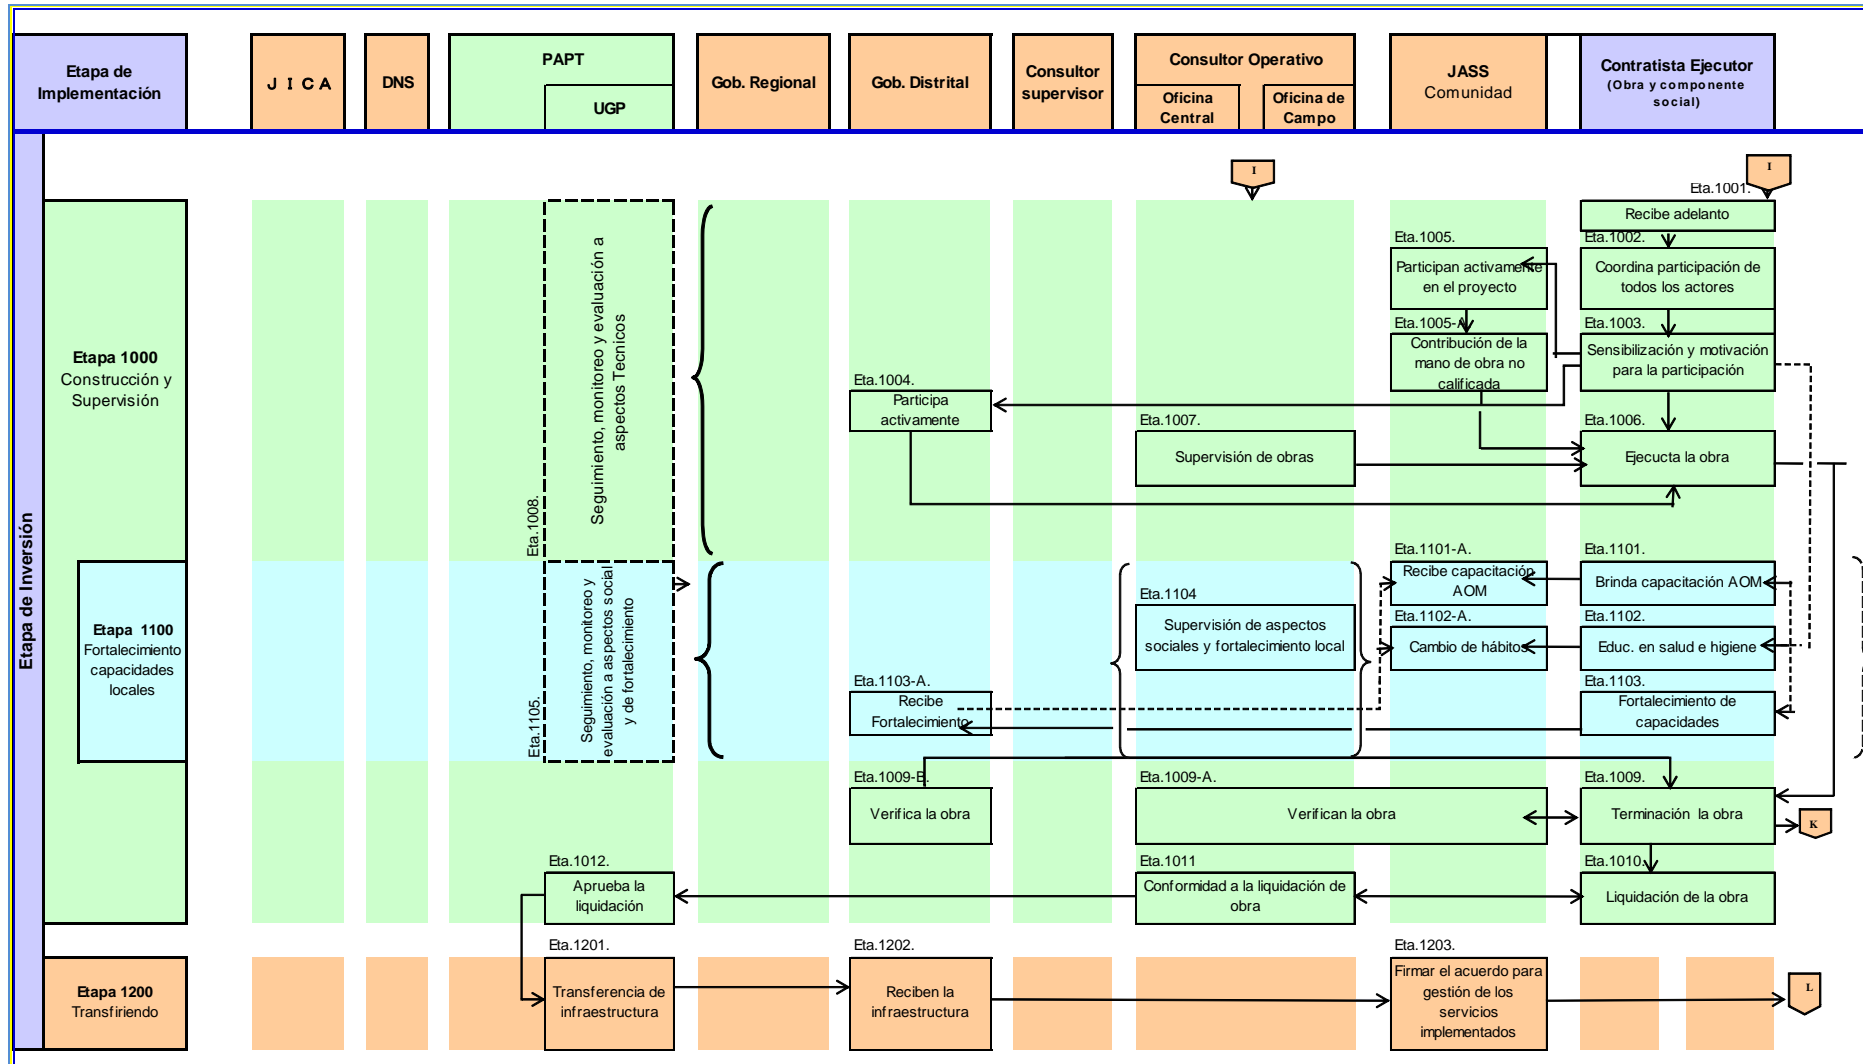 Etapa de
Implementación
J I C A
DNS
PAPT
UGP
Gob. Regional
Gob. Distrital
Consultor
supervisor
Consultor Operativo
Oficina
Central
Oficina de
Campo
JASS
Comunidad
Contratista Ejecutor
(Obra y componente
social)
Etapa de Inversión
I
I
Etapa 1000
Construcción y
Supervisión
Eta.1008.
Seguimiento, monitoreo y evaluación a
aspectos Tecnicos
Eta.1001.
Recibe adelanto
Eta.1005.
Participan activamente
en el proyecto
Eta.1002.
Coordina participación de
todos los actores
Eta.1005-A
Contribución de la
mano de obra no
calificada
Eta.1003.
Sensibilización y motivación
para la participación
Eta.1004.
Participa
activamente
Eta.1007.
Supervisión de obras
Eta.1006.
Ejecucta la obra
Etapa 1100
Fortalecimiento
capacidades
locales
Eta.1105.
Seguimiento, monitoreo y
evaluación a aspectos social
y de fortalecimiento
Eta.1101-A.
Recibe capacitación
AOM
Eta.1101.
Brinda capacitación AOM
Eta.1104
Supervisión de aspectos
sociales y fortalecimiento local
Eta.1102-A.
Cambio de hábitos
Eta.1102.
Educ. en salud e higiene
Eta.1103-A.
Recibe
Fortalecimiento
Eta.1103.
Fortalecimiento de
capacidades
Eta.1009-B.
Verifica la obra
Eta.1009-A.
Verifican la obra
Eta.1009.
Terminación la obra
K
Eta.1012.
Aprueba la
liquidación
Eta.1011
Conformidad a la liquidación de
obra
Eta.1010.
Liquidación de la obra
Etapa 1200
Transfiriendo
Eta.1201.
Transferencia de
infraestructura
Eta.1202.
Reciben la
infraestructura
Eta.1203.
Firmar el acuerdo para
gestión de los
servicios
implementados
L